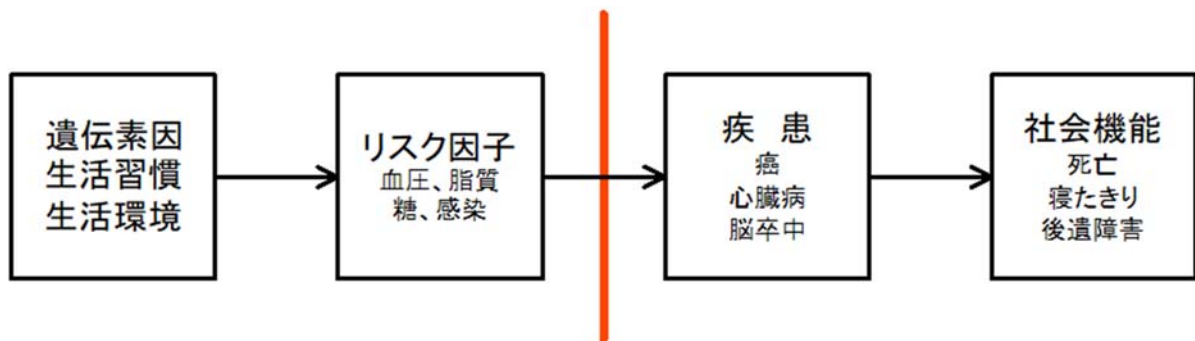 遺伝素因
生活習慣
生活環境
リスク因子
血圧、脂質
糖、感染
疾 患
癌
心臓病
脳卒中
社会機能
死亡
寝たきり
後遺障害